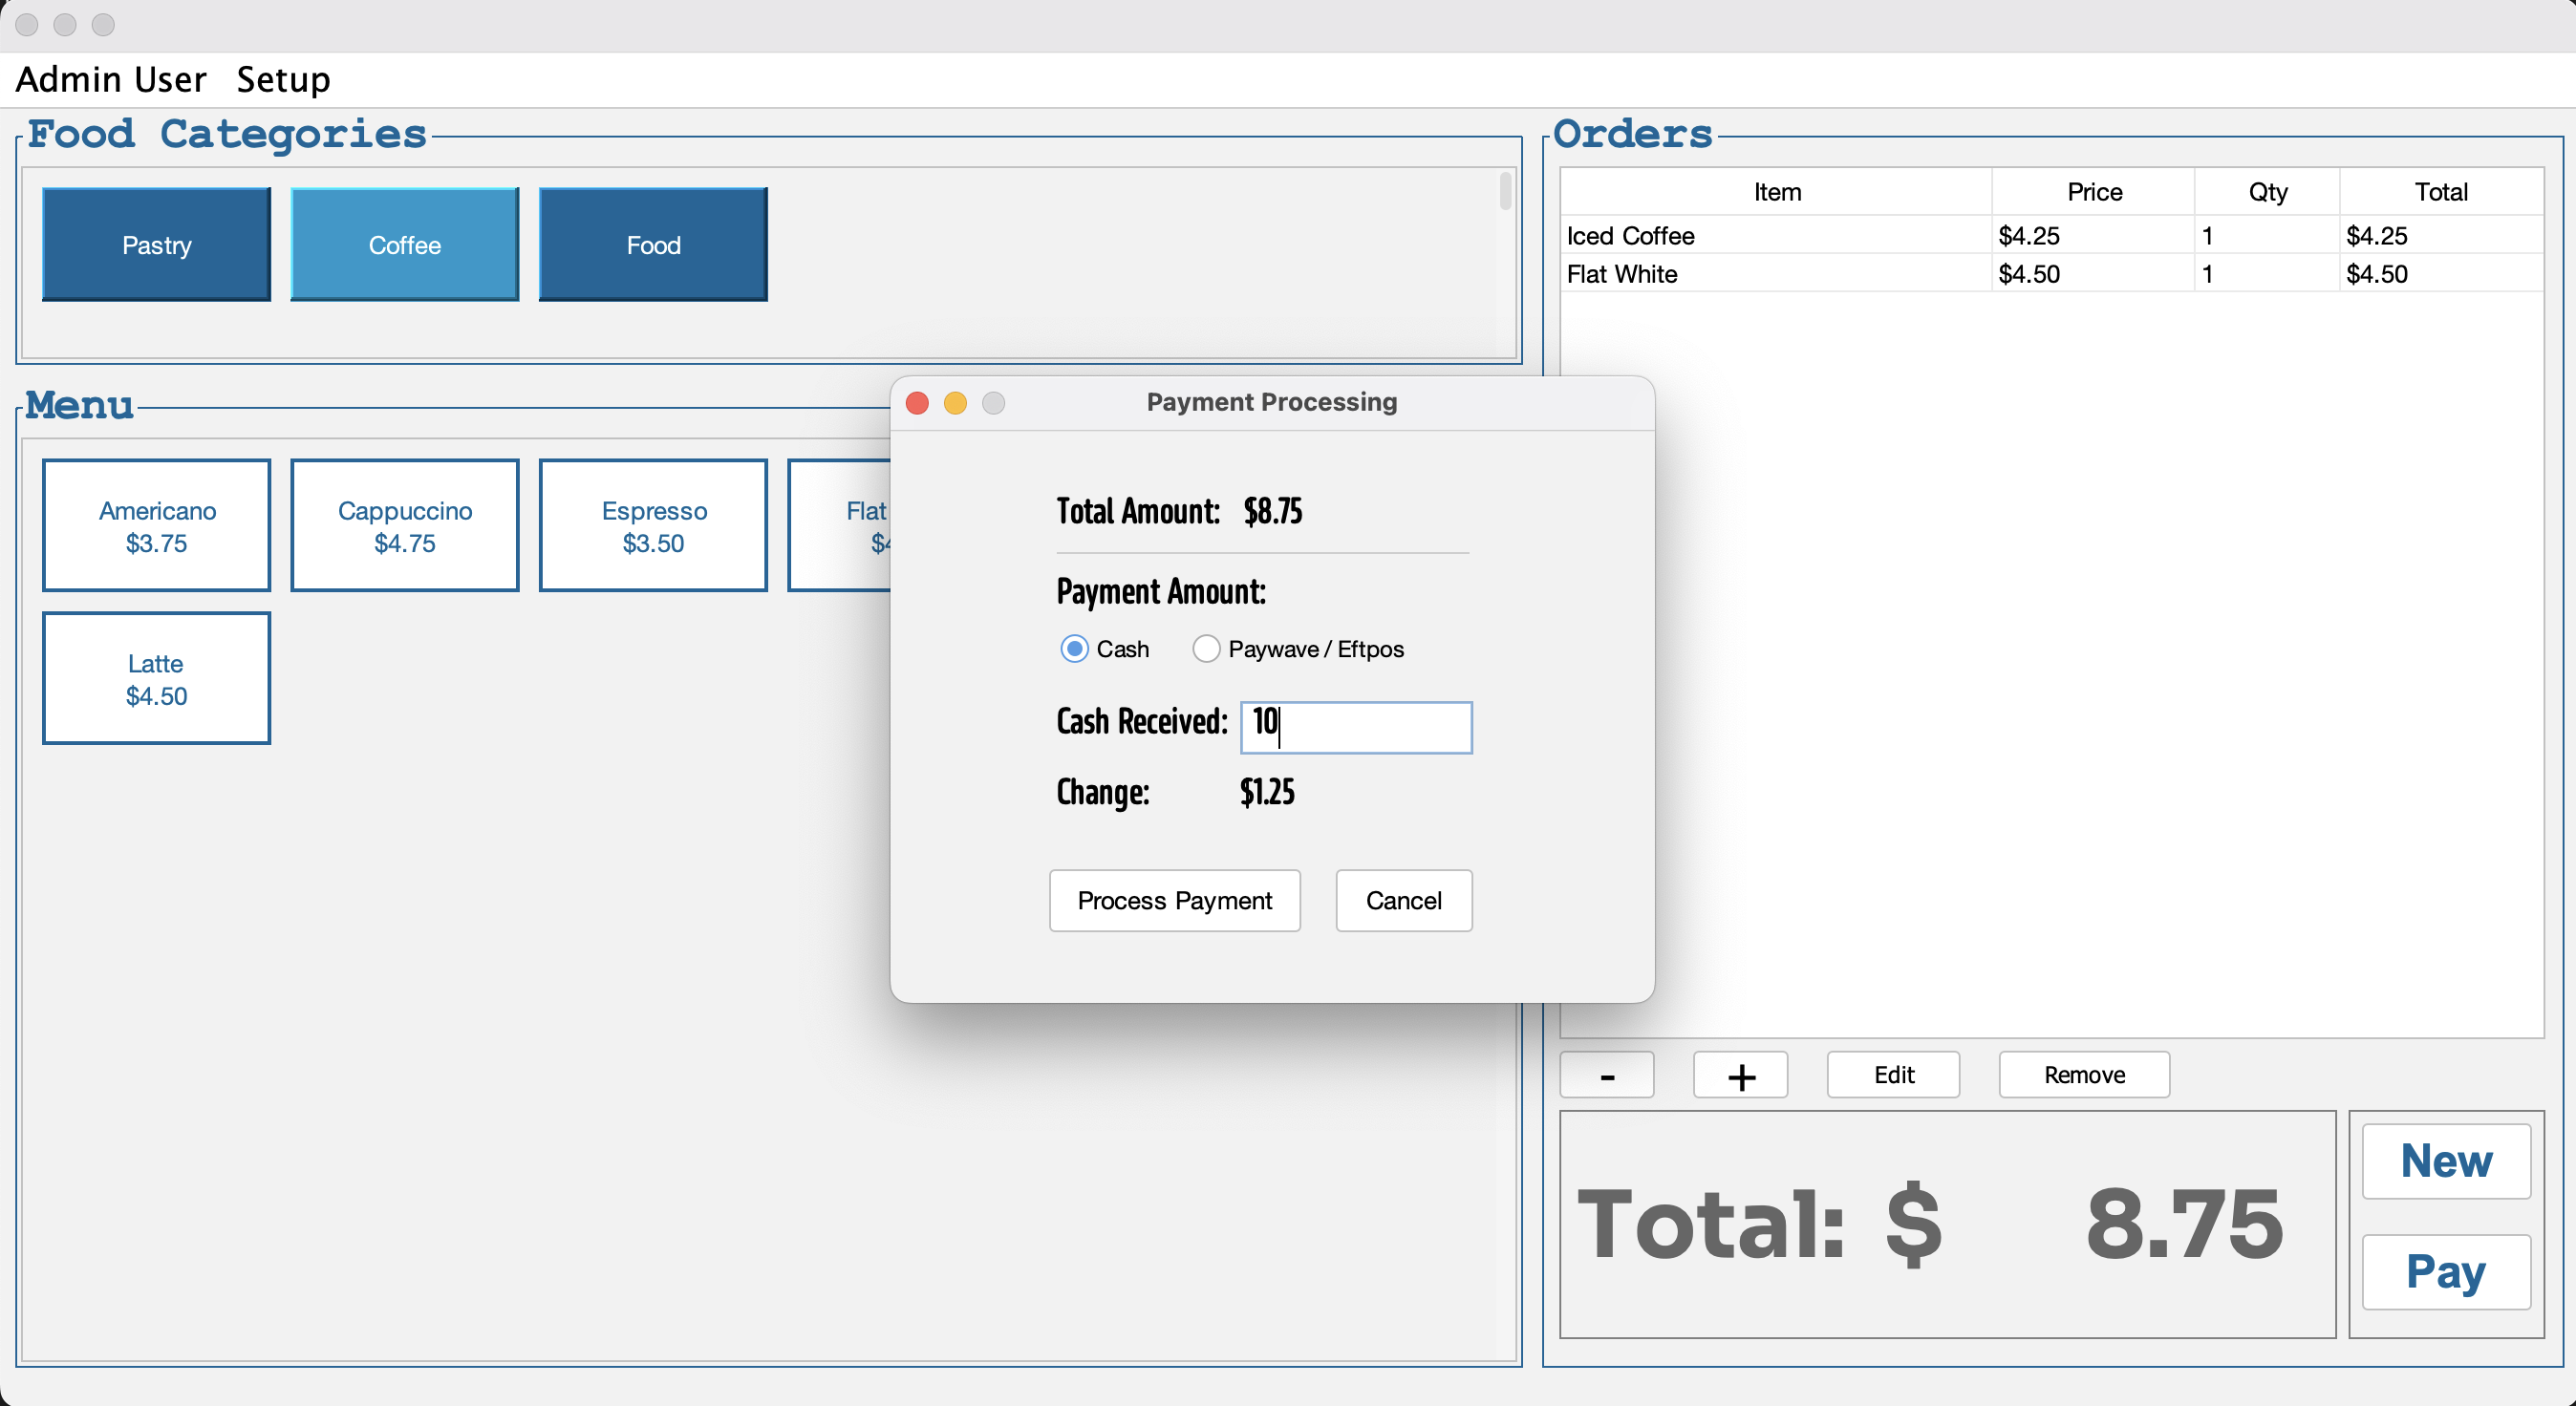 Admin User Setup
Food Categories
Pastry Coffee Food
Menu
Americano
$3.75
Cappuccino
$4.75
Espresso
$3.50
Flat
Latte
$4.50
Payment Processing
Total Amount: $8.75
Payment Amount:
Cash Paywave / Eftpos
Cash Received: 10
Change: $1.25
Process Payment Cancel
Orders
Item Price Qty Total
Iced Coffee $4.25 1 $4.25
Flat White $4.50 1 $4.50
- + Edit Remove
Total: $ 8.75
New
Pay